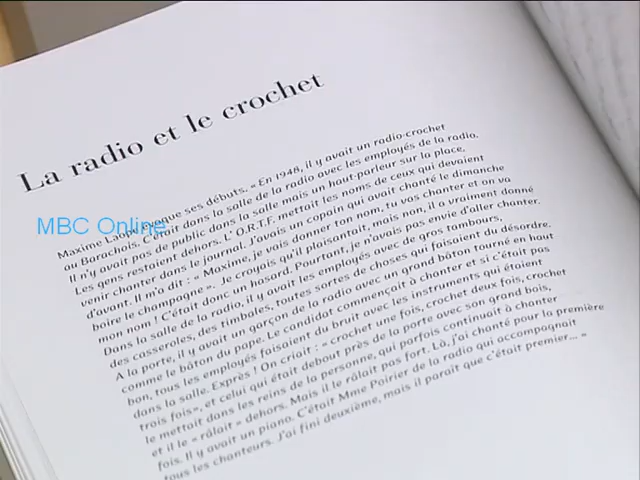 La radio et le crochet
MBC Online
Maxime Laope évoque ses débuts. « En 1948, il y avait un radio-crochet
au Barachois. C'était dans la salle de la radio avec les employés de la radio.
Il n'y avait pas de public dans la salle mais un haut-parleur sur la place.
Les gens restaient dehors. L'O.R.T.F. mettait les noms de ceux qui devaient
venir chanter dans le journal. J'avais un copain qui avait chanté le dimanche
d'avant. Il m'a dit : « Maxime, je vais donner ton nom, tu vas chanter et on va
boire le champagne ». Je croyais qu'il plaisantait, mais non, il a vraiment donné
mon nom ! C'était donc un hasard. Pourtant, je n'avais pas envie d'aller chanter.
Dans la salle de la radio, il y avait les employés avec de gros tambours,
des casseroles, des timbales, toutes sortes de choses qui faisaient du désordre.
A la porte, il y avait un garçon de la radio avec un grand bâton tourné en haut
comme le bâton du pape. Le candidat commençait à chanter et si c'était pas
bon, tous les employés faisaient du bruit avec les instruments qui étaient
dans la salle. Exprès ! On criait : « crochet une fois, crochet deux fois, crochet
trois fois», et celui qui était debout près de la porte avec son grand bois,
le mettait dans les reins de la personne, qui parfois continuait à chanter
et il le « râlait » dehors. Mais il le râlait pas fort. Là, j'ai chanté pour la première
fois. Il y avait un piano. C'était Mme Poirier de la radio qui accompagnait
tous les chanteurs. J'ai fini deuxième, mais il paraît que c'était premier... «